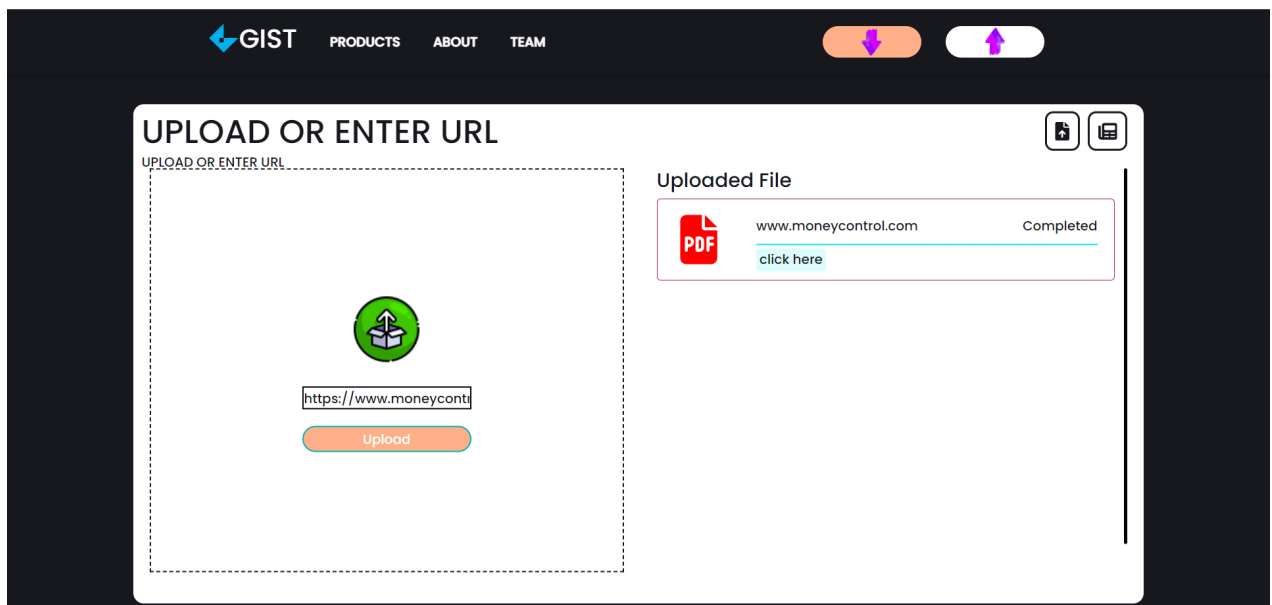 GIST
PRODUCTS ABOUT TEAM
UPLOAD OR ENTER URL
UPLOAD OR ENTER URL
https://www.moneycontr
Upload
Uploaded File
PDF
www.moneycontrol.com Completed
click here